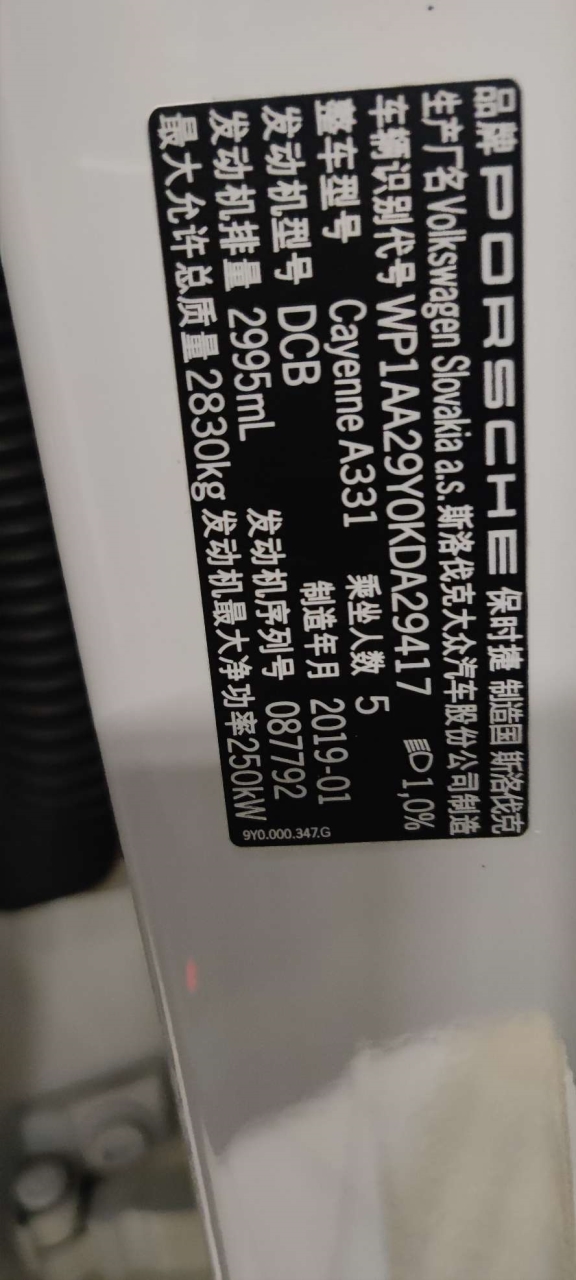 品牌 PORSCHE 保时捷 制造国 斯洛伐克
生产厂名 Volkswagen Slovakia a.s. 斯洛伐克大众汽车股份公司制造
车辆识别代号 WP1AA29Y0KDA29417 1,0%
整车型号 Cayenne A331 乘坐人数 5
发动机型号 DCB 制造年月 2019-01
发动机排量 2995mL 发动机序列号 087792
最大允许总质量 2830kg 发动机最大净功率 250kW
9Y0.000.347.G